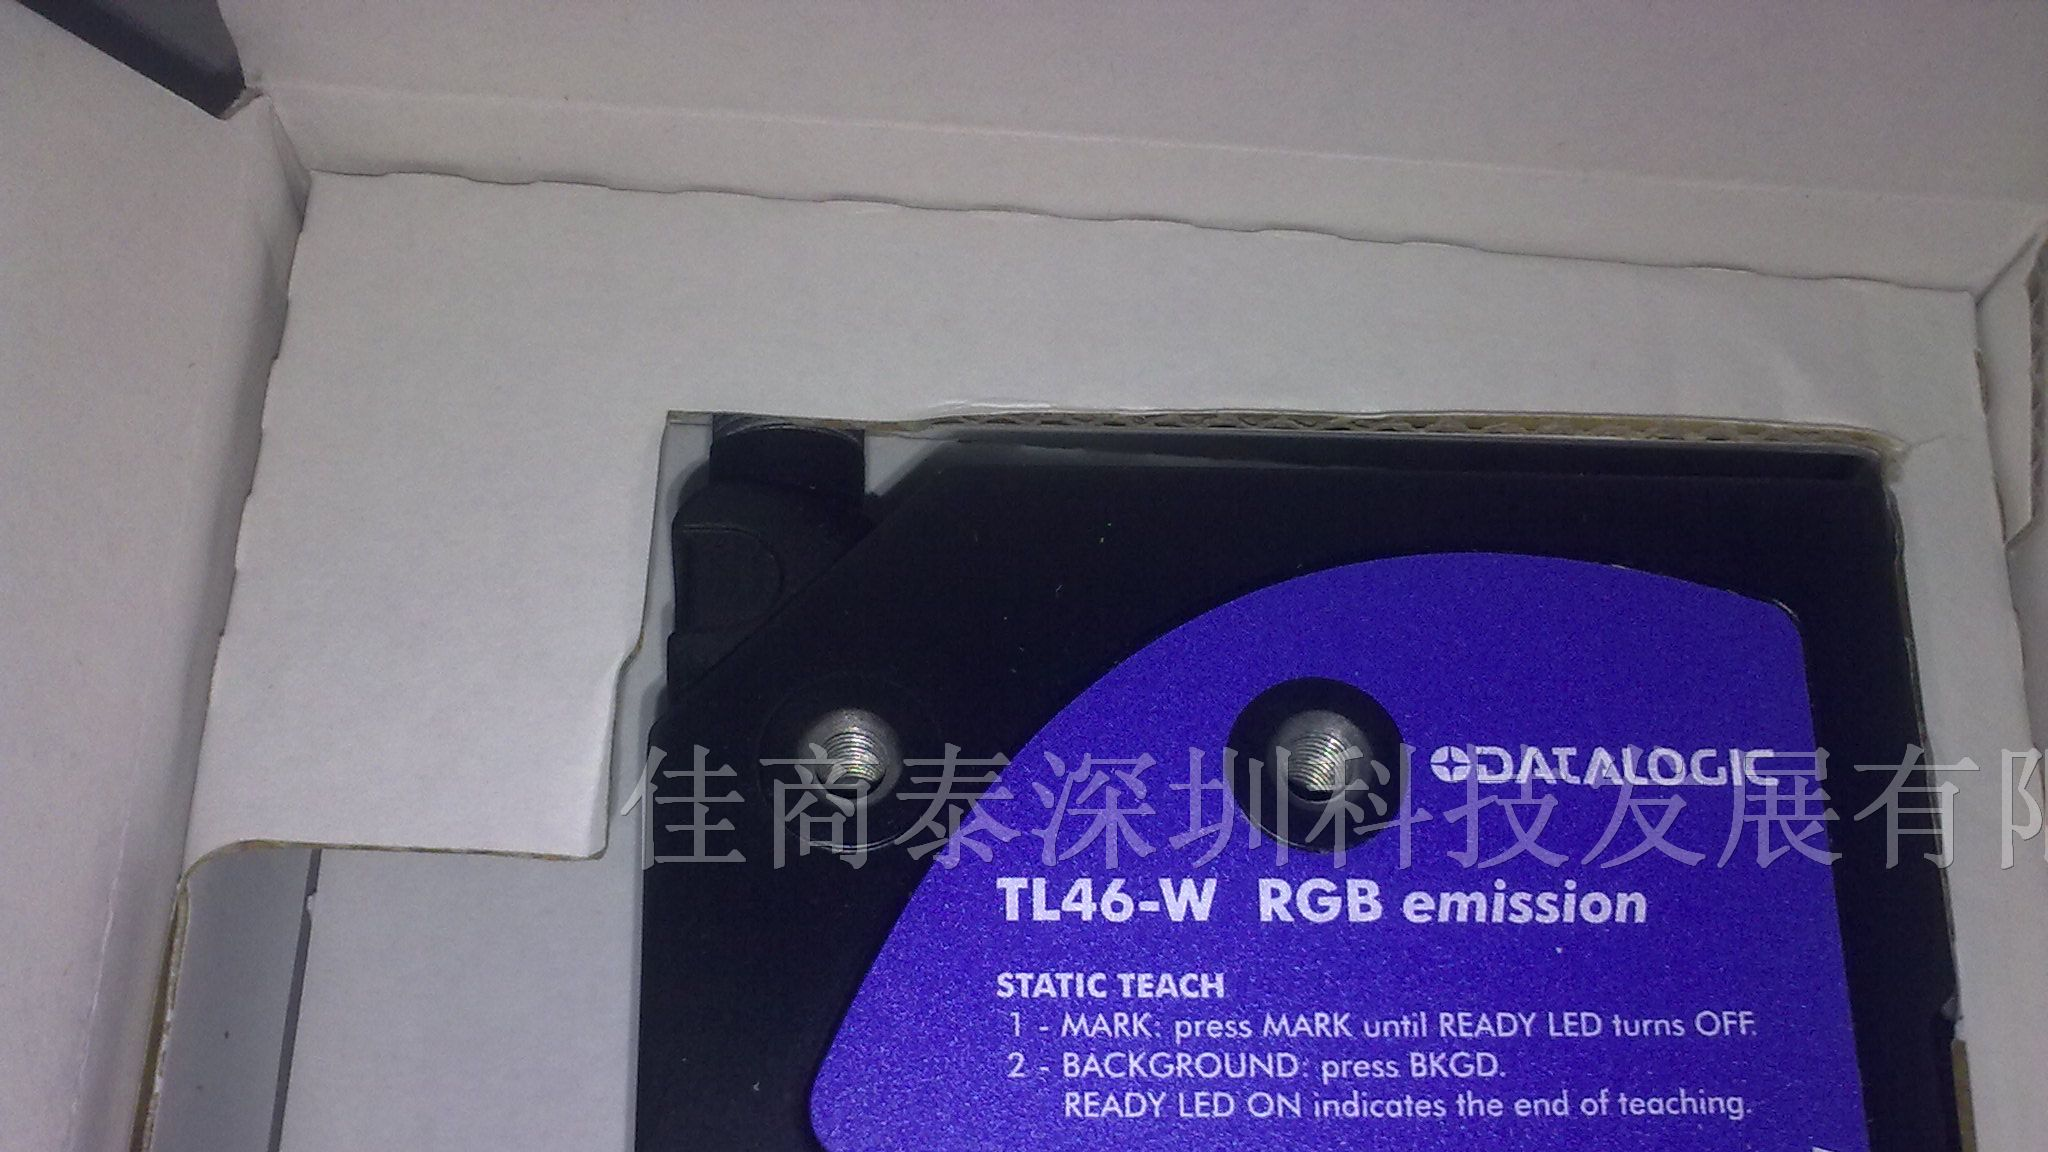 DATALOGIC
佳商泰深圳科技发展有
TL46-W RGB emission
STATIC TEACH
1 - MARK: press MARK until READY LED turns OFF.
2 - BACKGROUND: press BKGD.
READY LED ON indicates the end of teaching.